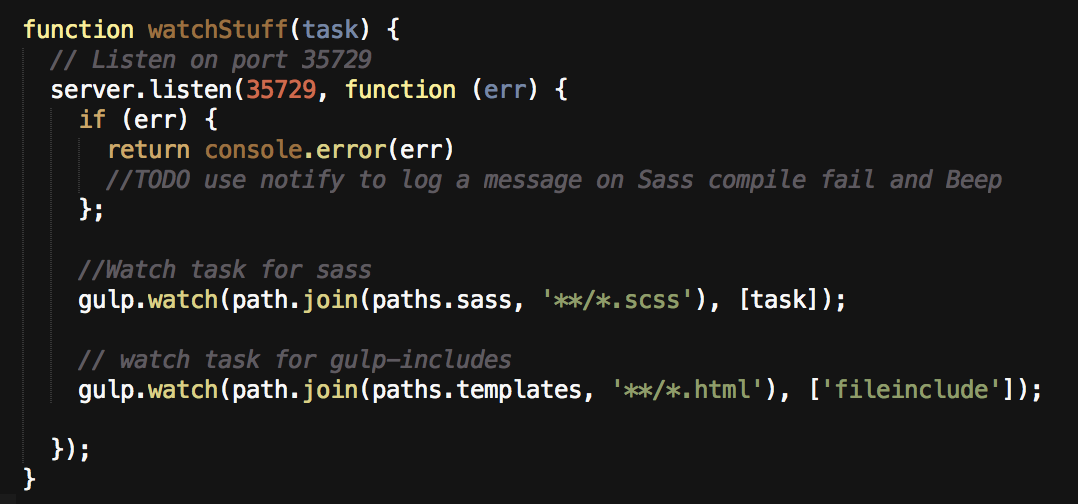 function watchStuff(task) {
  // Listen on port 35729
  server.listen(35729, function (err) {
    if (err) {
      return console.error(err)
      //TODO use notify to log a message on Sass compile fail and Beep
    };

    //Watch task for sass
    gulp.watch(path.join(paths.sass, '**/*.scss'), [task]);

    // watch task for gulp-includes
    gulp.watch(path.join(paths.templates, '**/*.html'), ['fileinclude']);

  });
}